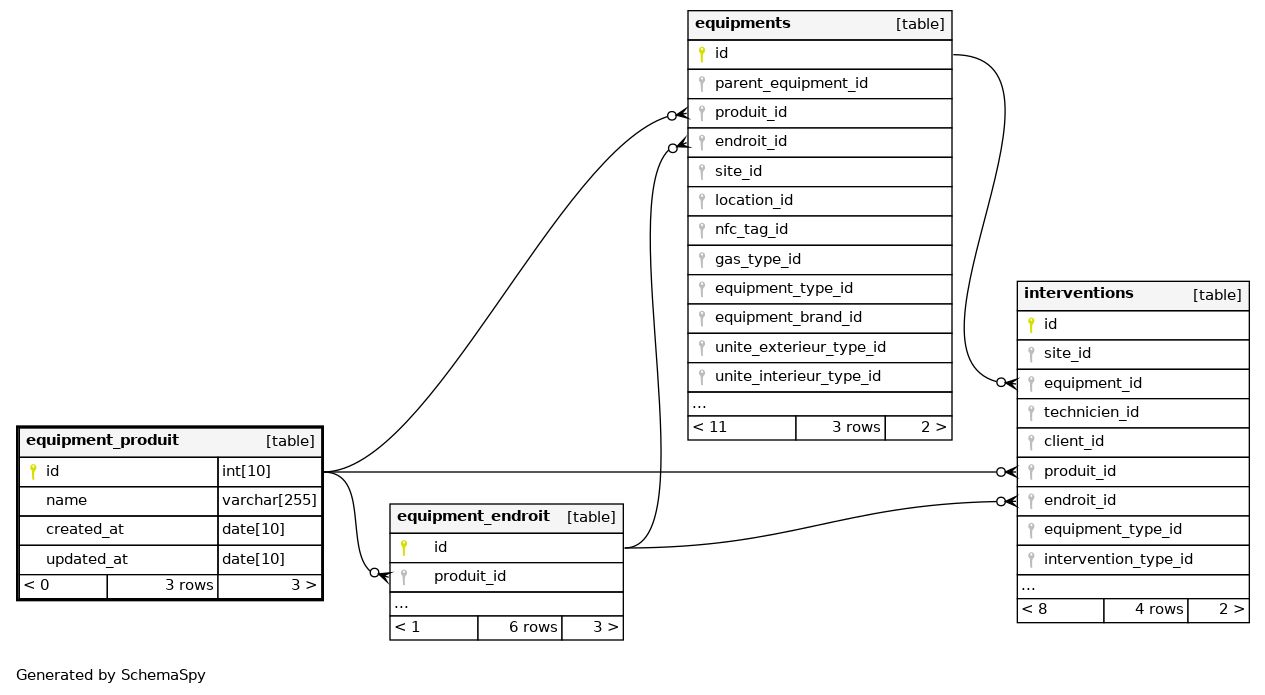 equipments [table]
id
parent_equipment_id
produit_id
endroit_id
site_id
location_id
nfc_tag_id
gas_type_id
equipment_type_id
equipment_brand_id
unite_exterieur_type_id
unite_interieur_type_id
...
< 11 3 rows 2 >
interventions [table]
id
site_id
equipment_id
technicien_id
client_id
produit_id
endroit_id
equipment_type_id
intervention_type_id
...
< 8 4 rows 2 >
equipment_produit [table]
id int[10]
name varchar[255]
created_at date[10]
updated_at date[10]
< 0 3 rows 3 >
equipment_endroit [table]
id
produit_id
...
< 1 6 rows 3 >
Generated by SchemaSpy